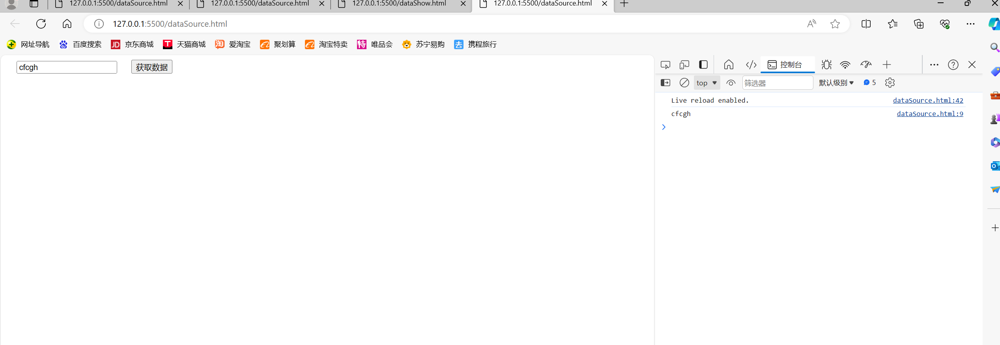 127.0.0.1:5500/dataSource.html 127.0.0.1:5500/dataSource.html 127.0.0.1:5500/dataShow.html 127.0.0.1:5500/dataSource.html
127.0.0.1:5500/dataSource.html
网址导航 百度搜索 JD 京东商城 T 天猫商城 淘 爱淘宝 聚划算 淘宝特卖 特 唯品会 苏宁易购 去 携程旅行
cfcgh 获取数据
控制台
top 筛选器 默认级别 5
Live reload enabled. dataSource.html:42
cfcgh dataSource.html:9